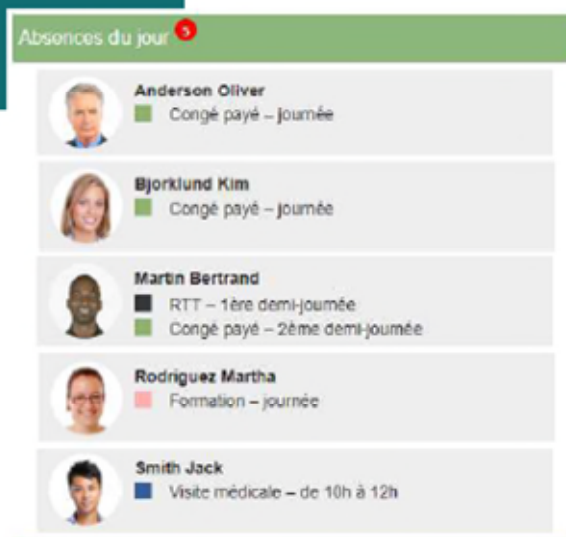 Absences du jour 5
Anderson Oliver
Congé payé – journée
Bjorklund Kim
Congé payé – journée
Martin Bertrand
RTT – 1ère demi-journée
Congé payé – 2ème demi-journée
Rodriguez Martha
Formation – journée
Smith Jack
Visite médicale – de 10h à 12h